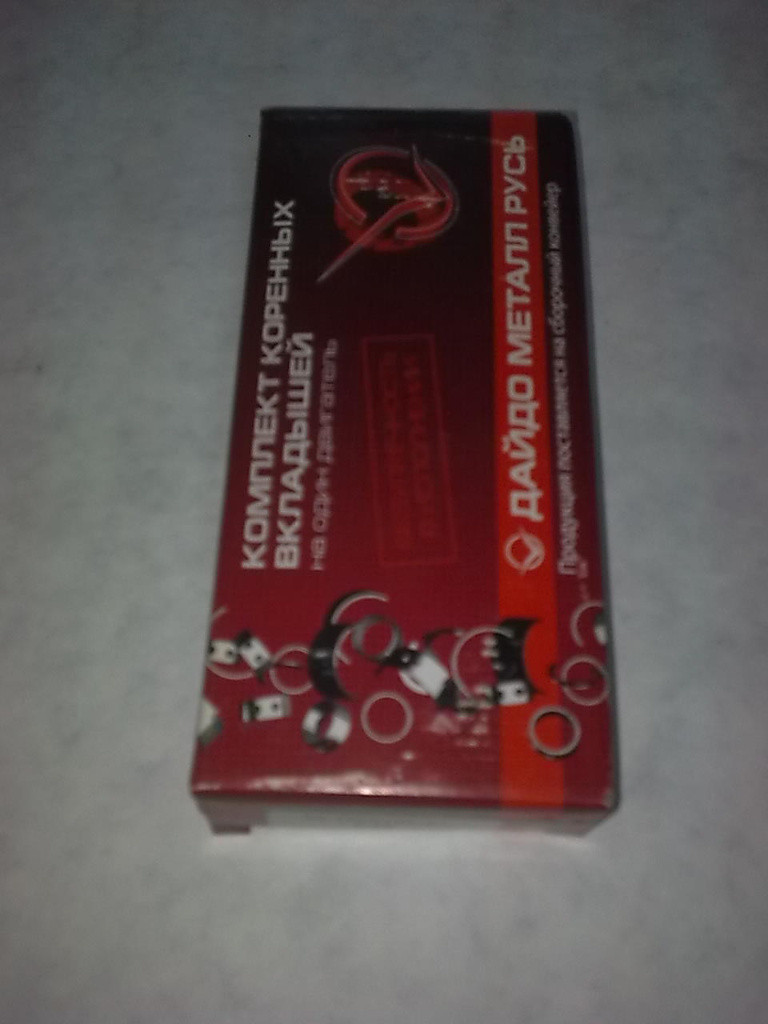 КОМПЛЕКТ КОРЕННЫХ
ВКЛАДЫШЕЙ
на один двигатель
ДАЙДО МЕТАЛЛ РУСЬ
Продукция поставляется на сборочный конвейер